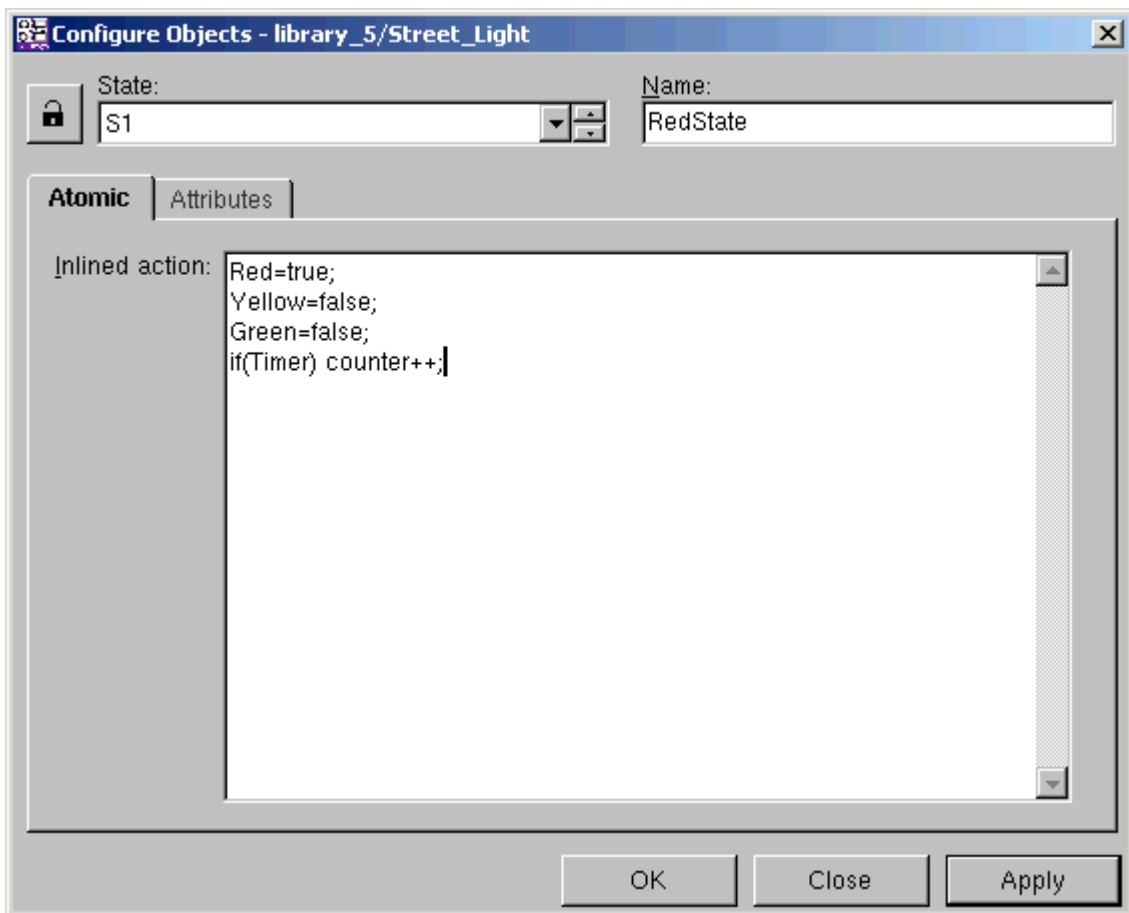 Configure Objects - library_5/Street_Light
State:
Name:
S1
RedState
Atomic
Attributes
Inlined action:
Red=true;
Yellow=false;
Green=false;
if(Timer) counter++;
OK
Close
Apply